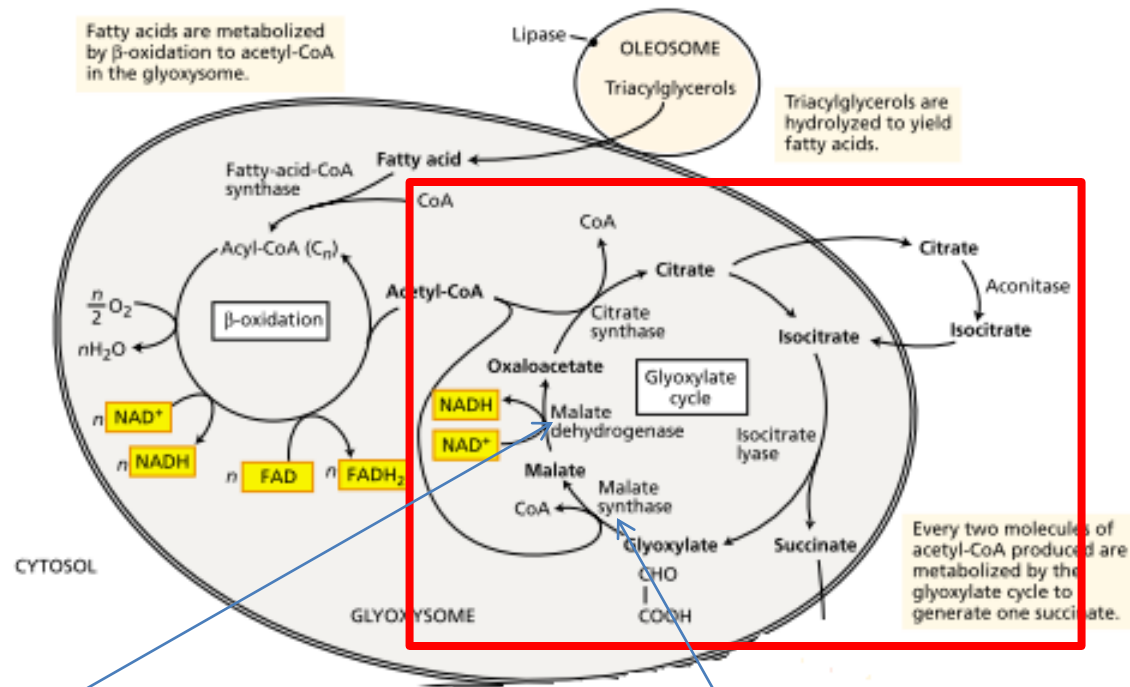 Fatty acids are metabolized
by β-oxidation to acetyl-CoA
in the glyoxysome.
Lipase
OLEOSOME
Triacylglycerols
Triacylglycerols are
hydrolyzed to yield
fatty acids.
Fatty acid
Fatty-acid-CoA
synthase
CoA
Acyl-CoA (Cn)
n/2 O2
nH2O
β-oxidation
n NAD+
n NADH
n FAD
n FADH2
Acetyl-CoA
CoA
Citrate
Citrate
synthase
Citrate
Aconitase
Isocitrate
Isocitrate
Oxaloacetate
Glyoxylate
cycle
NADH
NAD+
Malate
dehydrogenase
Isocitrate
lyase
Malate
CoA
Malate
synthase
Glyoxylate
CHO
COOH
Succinate
Every two molecules of
acetyl-CoA produced are
metabolized by the
glyoxylate cycle to
generate one succinate.
CYTOSOL
GLYOXYSOME